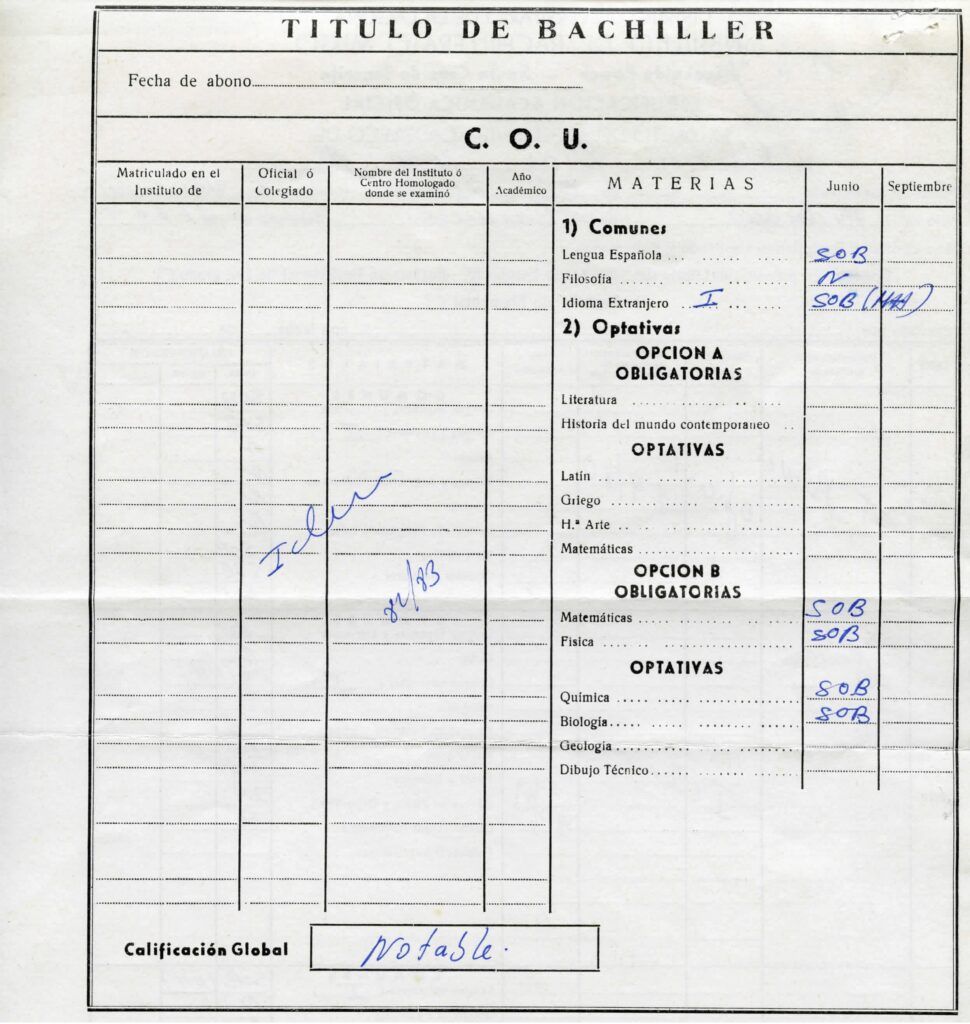 TITULO DE BACHILLER
Fecha de abono
C. O. U.
Matriculado en el Instituto de
Oficial ó Colegiado
Nombre del Instituto ó Centro Homologado donde se examinó
Año Académico
MATERIAS
Junio
Septiembre
1) Comunes
Lengua Española SOB
Filosofía N
Idioma Extranjero I SOB (MH)
2) Optativas
OPCION A
OBLIGATORIAS
Literatura
Historia del mundo contemporaneo
OPTATIVAS
Latín
Griego
H.ª Arte
Matemáticas
Idem
82/83
OPCION B
OBLIGATORIAS
Matemáticas SOB
Fisica SOB
OPTATIVAS
Química SOB
Biología SOB
Geología
Dibujo Técnico
Calificación Global Notable.